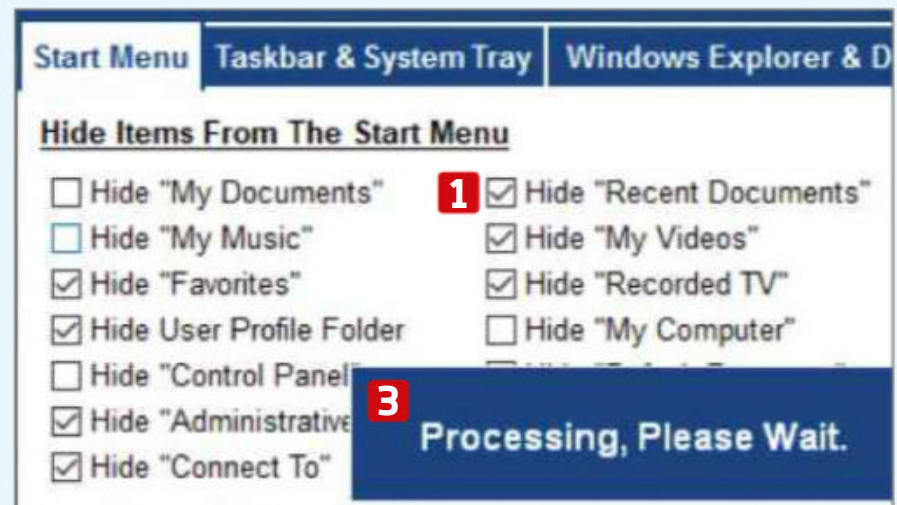 Start Menu Taskbar & System Tray Windows Explorer & D
Hide Items From The Start Menu
Hide "My Documents"
Hide "My Music"
Hide "Favorites"
Hide User Profile Folder
Hide "Control Panel"
Hide "Administrative
Hide "Connect To"
1 Hide "Recent Documents"
Hide "My Videos"
Hide "Recorded TV"
Hide "My Computer"
3
Processing, Please Wait.